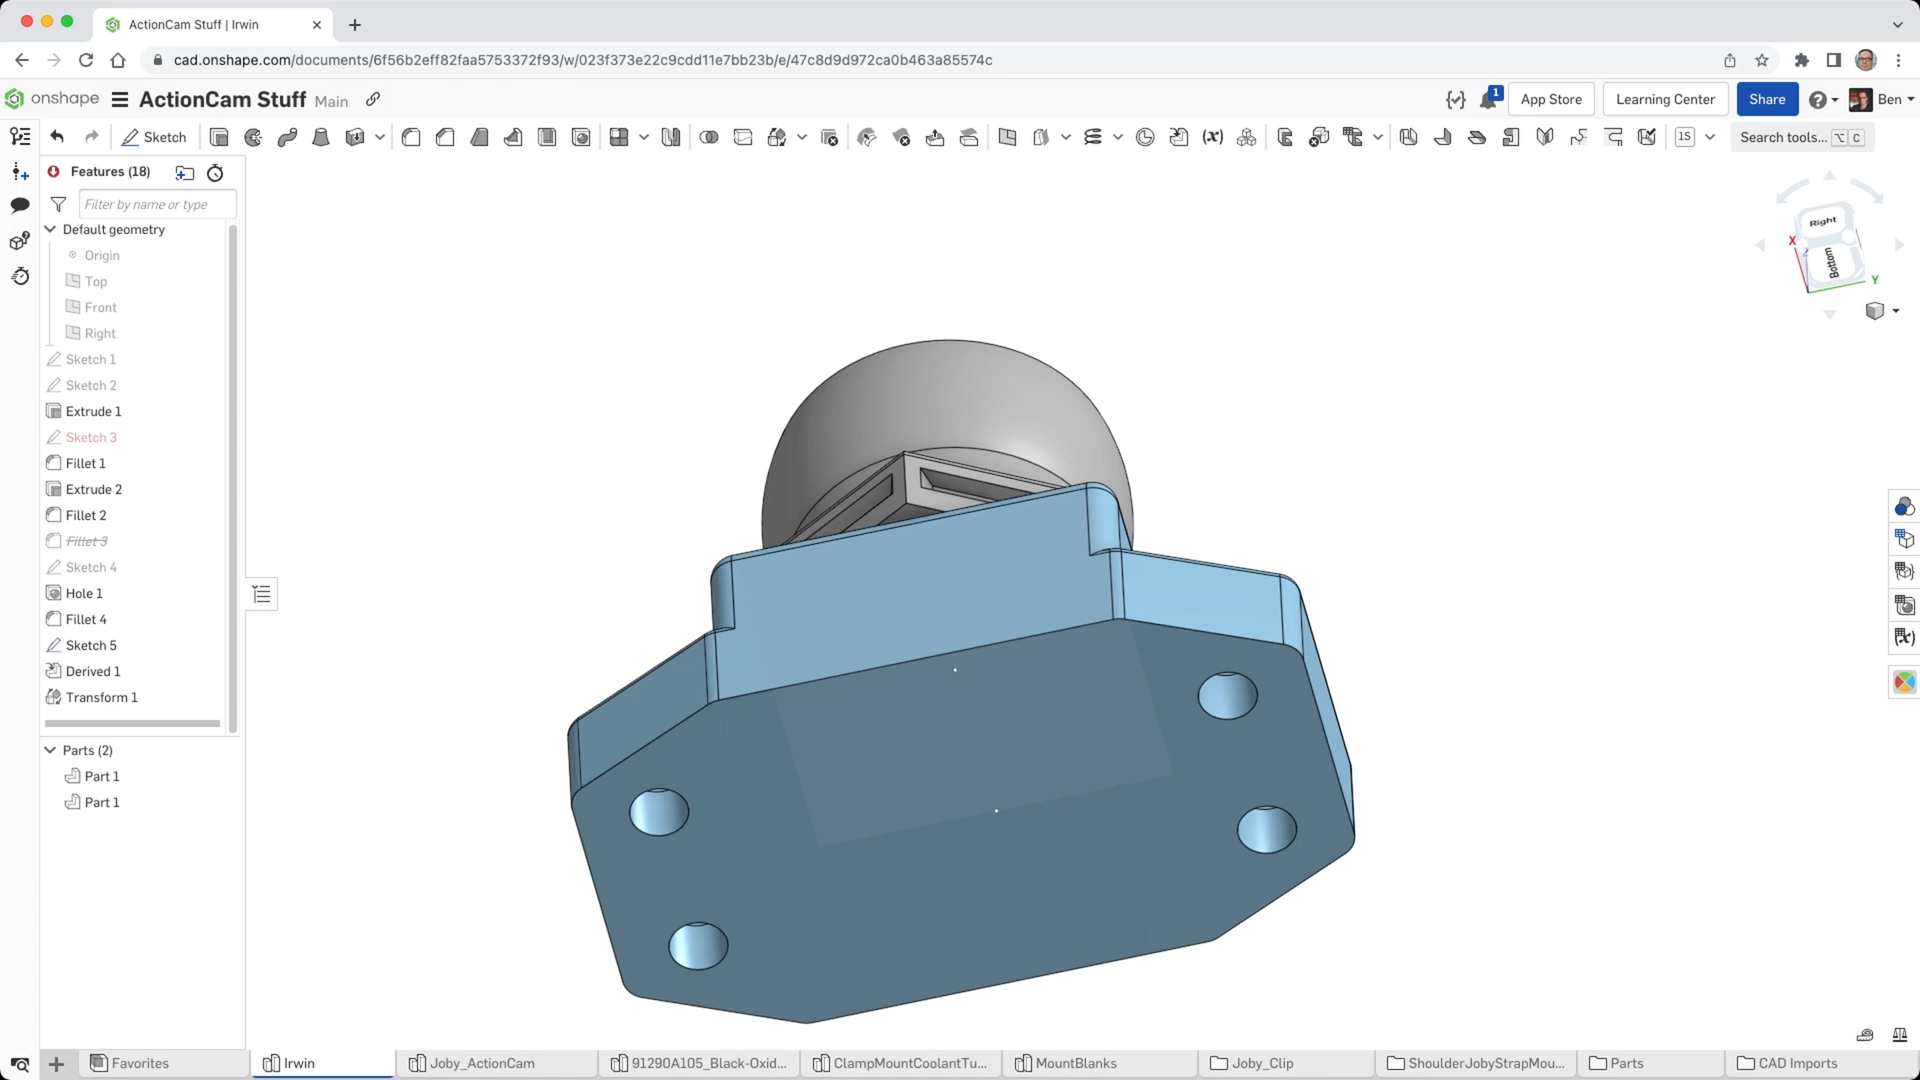 ActionCam Stuff | Irwin
cad.onshape.com/documents/6f56b2eff82faa5753372f93/w/023f373e22c9cdd11e7bb23b/e/47c8d9d972ca0b463a85574c
onshape ActionCam Stuff Main 1 App Store Learning Center Share Ben
Sketch (x) 1S Search tools... ⌥ C
Features (18)
Filter by name or type
Default geometry
Origin
Top
Front
Right
Sketch 1
Sketch 2
Extrude 1
Sketch 3
Fillet 1
Extrude 2
Fillet 2
Fillet 3
Sketch 4
Hole 1
Fillet 4
Sketch 5
Derived 1
Transform 1
Parts (2)
Part 1
Part 1
Right
X
Z
Bottom
Y
(x)
Favorites Irwin Joby_ActionCam 91290A105_Black-Oxid... ClampMountCoolantTu... MountBlanks Joby_Clip ShoulderJobyStrapMou... Parts CAD Imports